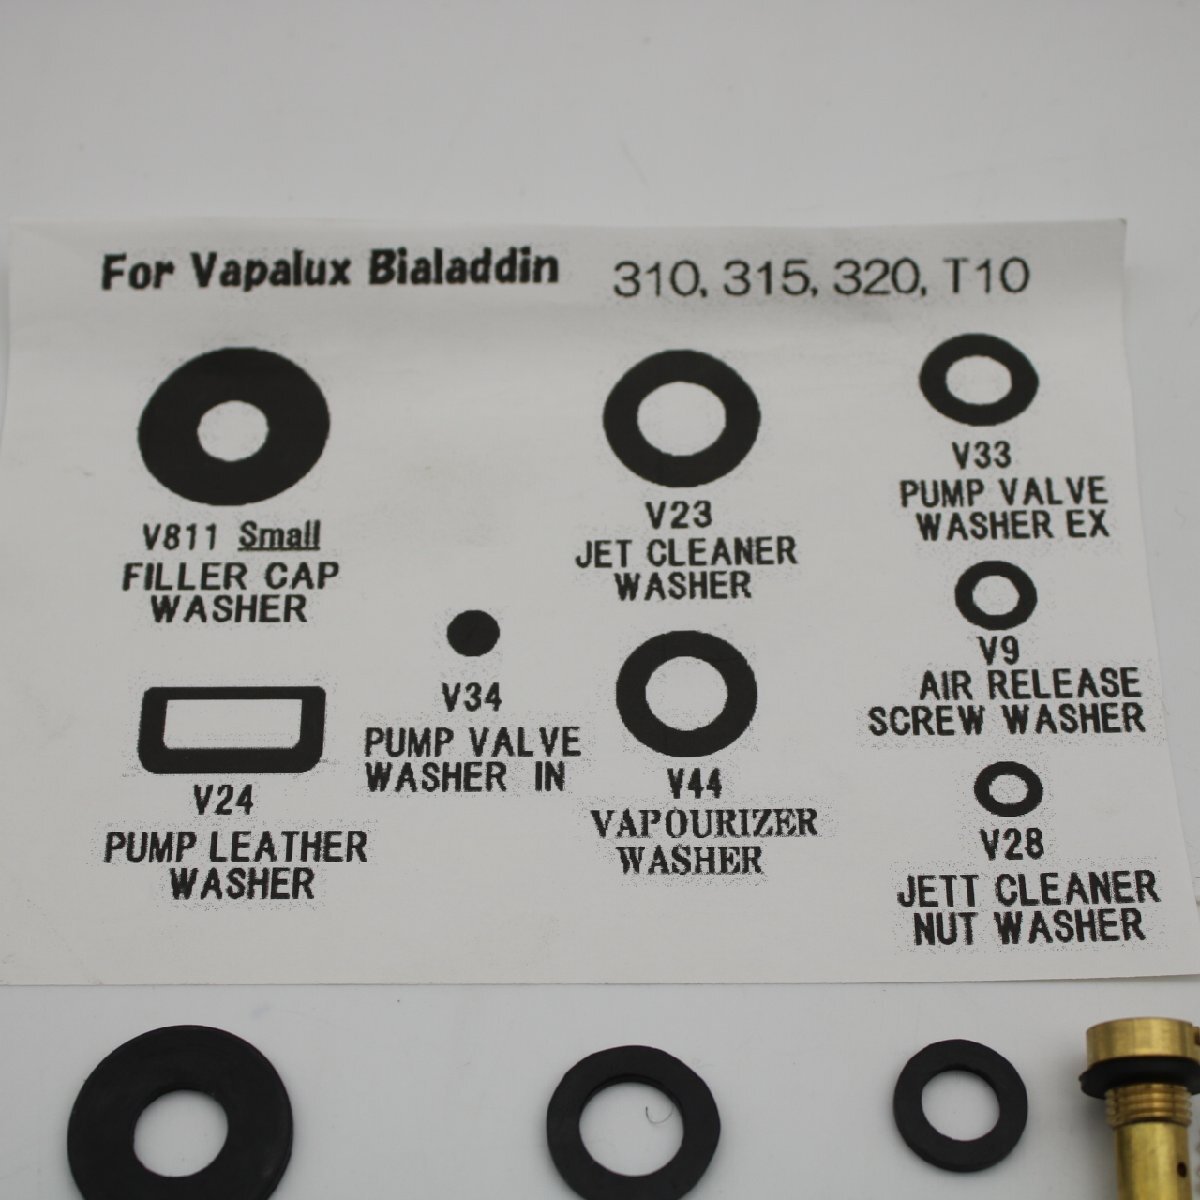 For Vapalux Bialaddin 310, 315, 320, T10
V811 Small
FILLER CAP
WASHER
V23
JET CLEANER
WASHER
V33
PUMP VALVE
WASHER EX
V34
PUMP VALVE
WASHER IN
V9
AIR RELEASE
SCREW WASHER
V24
PUMP LEATHER
WASHER
V44
VAPOURIZER
WASHER
V28
JETT CLEANER
NUT WASHER